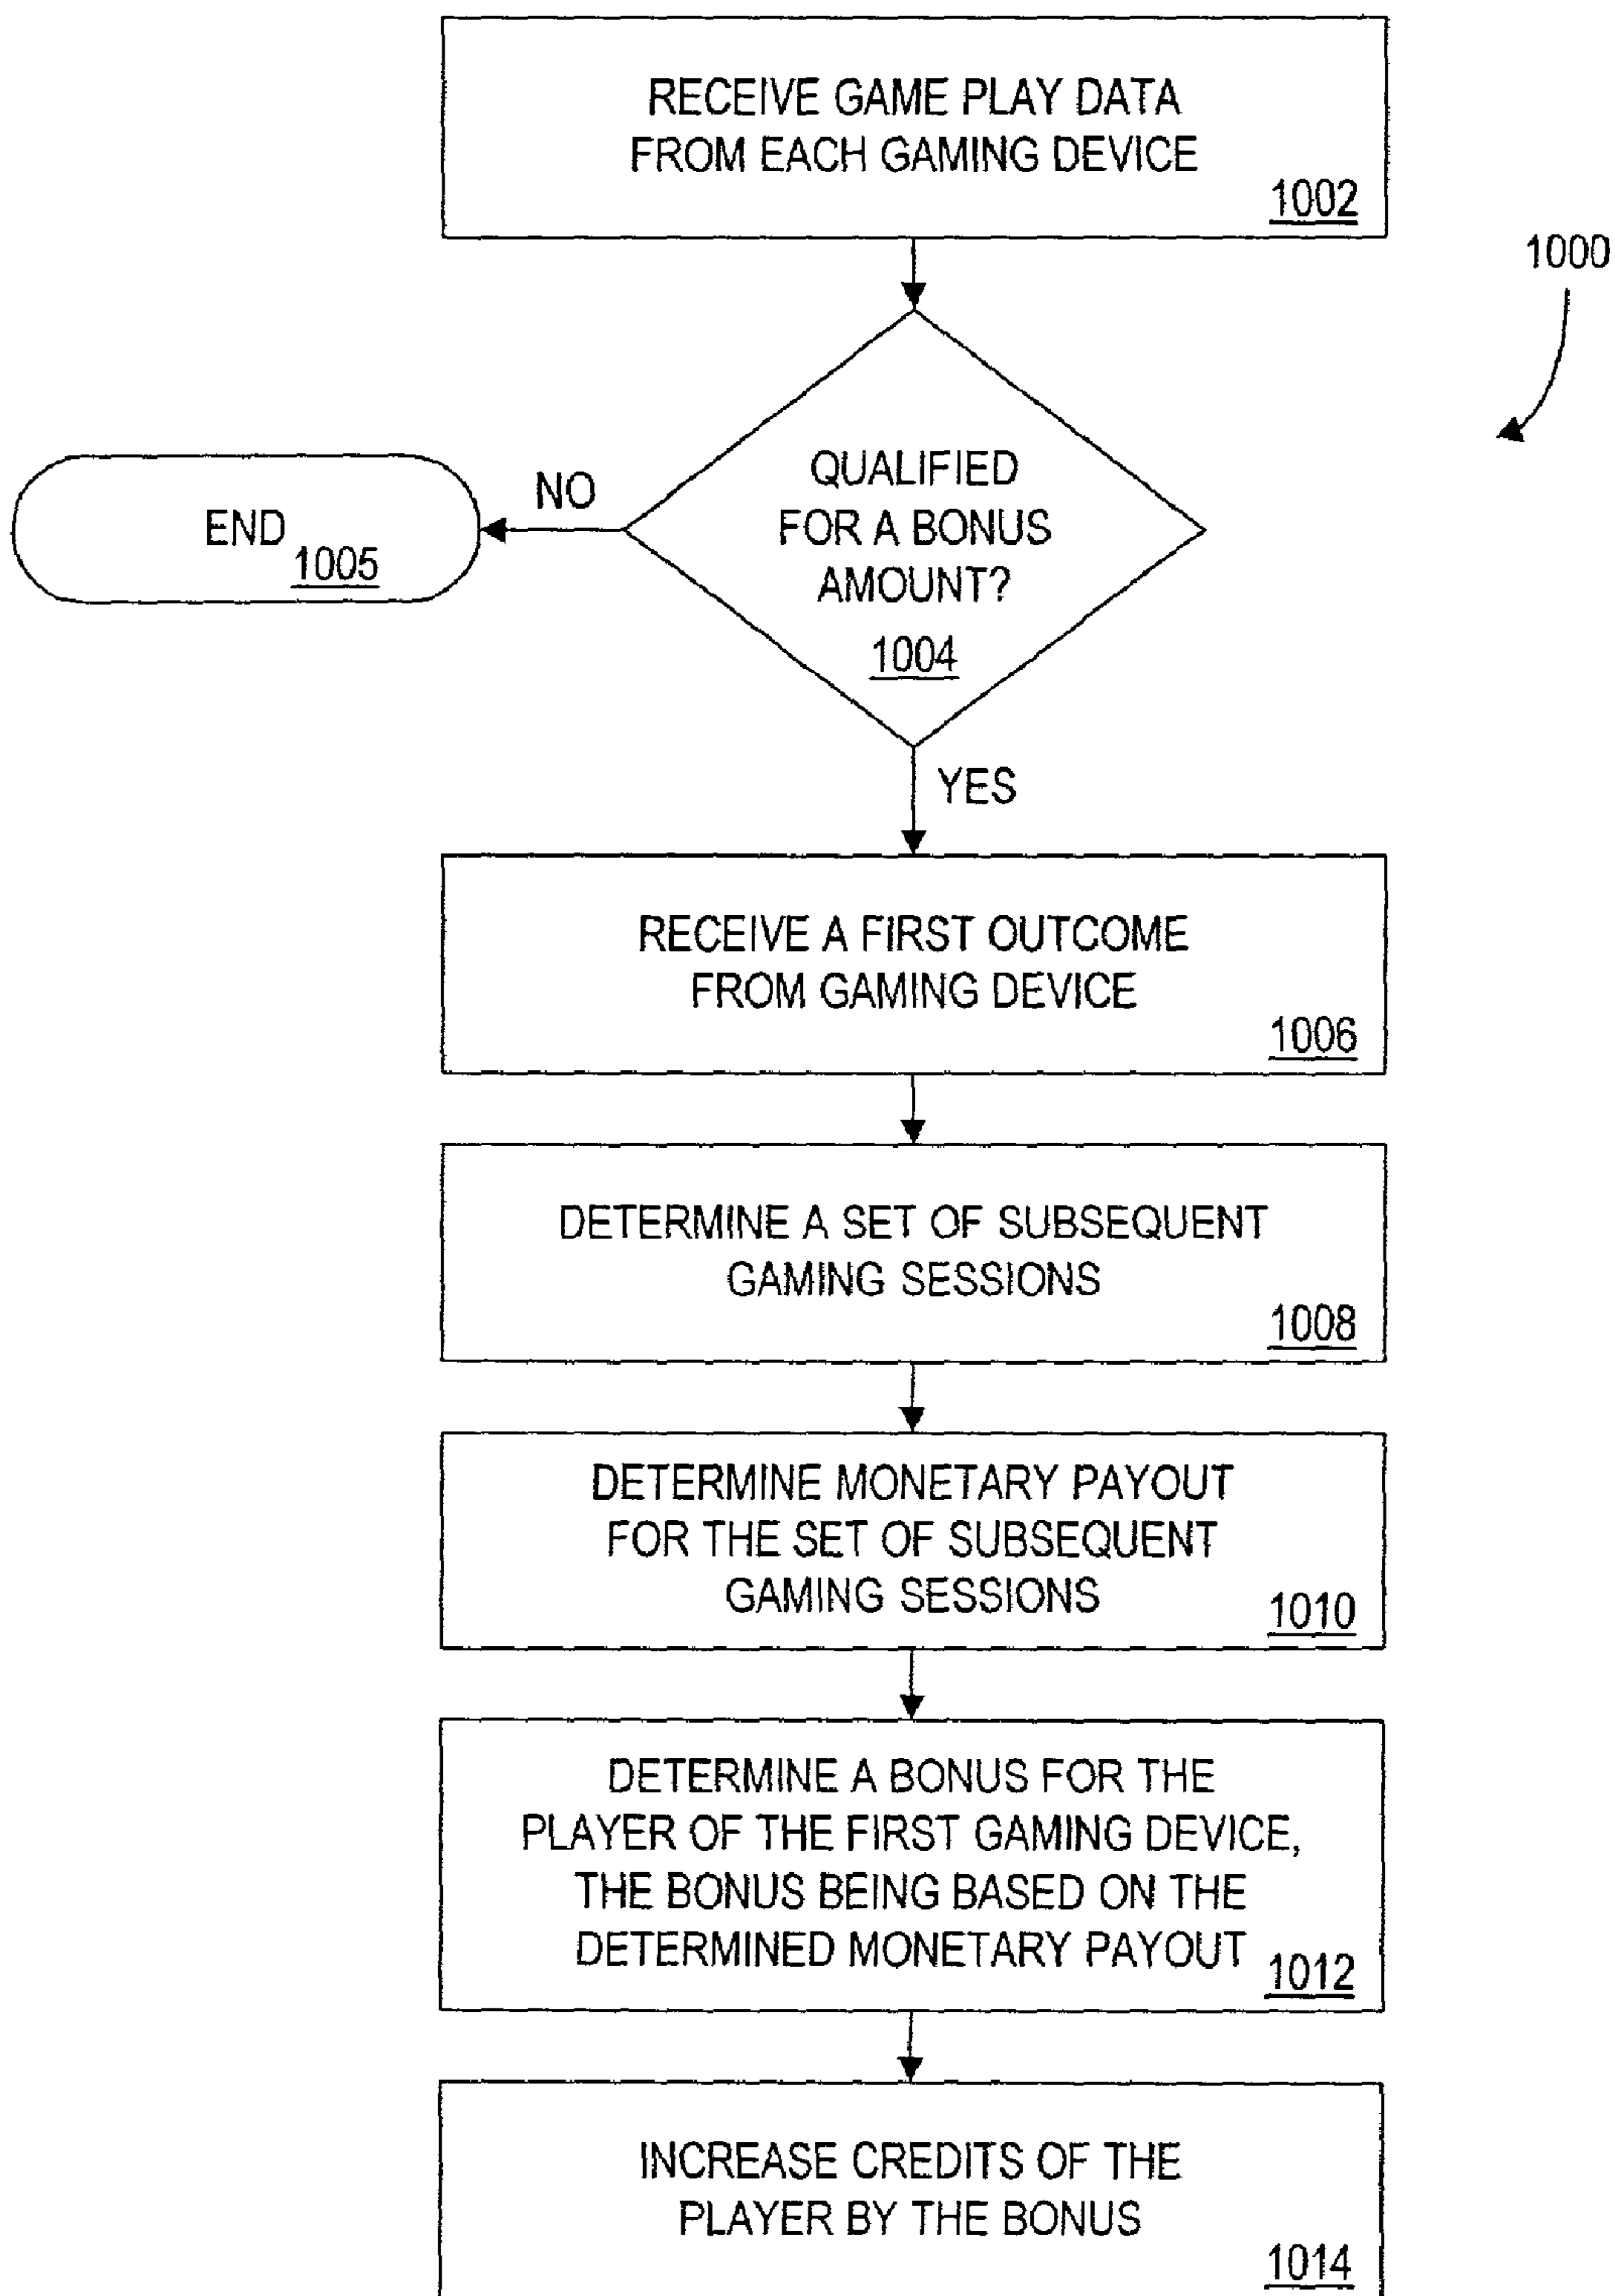 RECEIVE GAME PLAY DATA
FROM EACH GAMING DEVICE
1002
1000
QUALIFIED
FOR A BONUS
AMOUNT?
1004
NO
END
1005
YES
RECEIVE A FIRST OUTCOME
FROM GAMING DEVICE
1006
DETERMINE A SET OF SUBSEQUENT
GAMING SESSIONS
1008
DETERMINE MONETARY PAYOUT
FOR THE SET OF SUBSEQUENT
GAMING SESSIONS
1010
DETERMINE A BONUS FOR THE
PLAYER OF THE FIRST GAMING DEVICE,
THE BONUS BEING BASED ON THE
DETERMINED MONETARY PAYOUT
1012
INCREASE CREDITS OF THE
PLAYER BY THE BONUS
1014